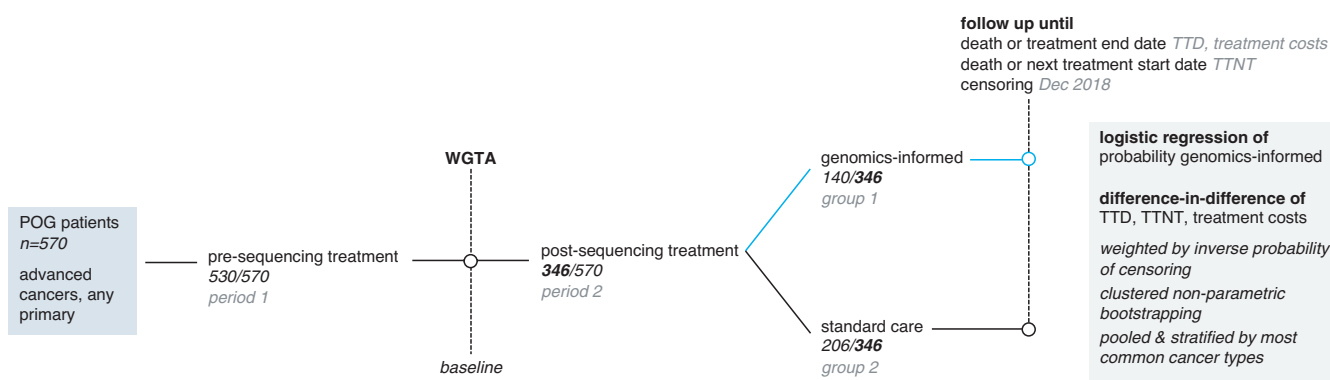 POG patients
n=570
advanced
cancers, any
primary
pre-sequencing treatment
530/570
period 1
WGTA
baseline
post-sequencing treatment
346/570
period 2
genomics-informed
140/346
group 1
standard care
206/346
group 2
follow up until
death or treatment end date TTD, treatment costs
death or next treatment start date TTNT
censoring Dec 2018
logistic regression of
probability genomics-informed
difference-in-difference of
TTD, TTNT, treatment costs
weighted by inverse probability
of censoring
clustered non-parametric
bootstrapping
pooled & stratified by most
common cancer types